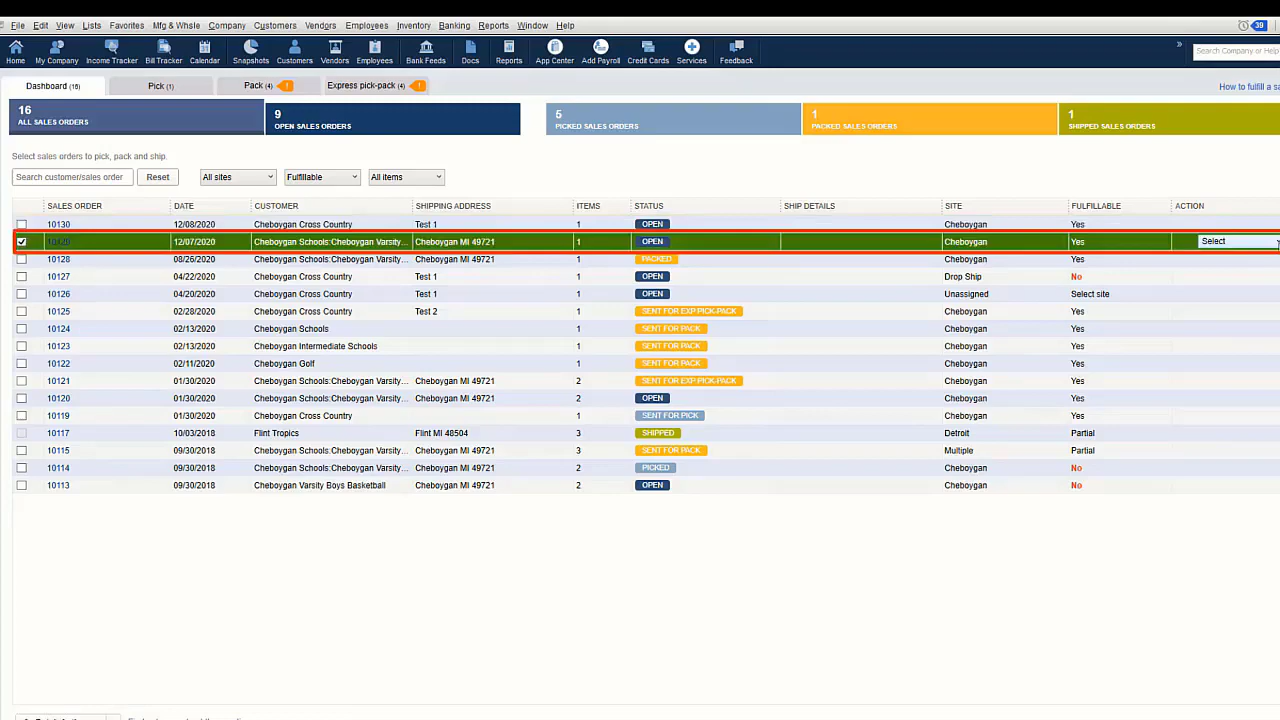 File Edit View Lists Favorites Mfg & Whsle Company Customers Vendors Employees Inventory Banking Reports Window Help 39
Home My Company Income Tracker Bill Tracker Calendar Snapshots Customers Vendors Employees Bank Feeds Docs Reports App Center Add Payroll Credit Cards Services Feedback » Search Company or Help
Dashboard (16) Pick (1) Pack (4) ! Express pick-pack (4) ! How to fulfill a sa
16 9 5 1 1
ALL SALES ORDERS OPEN SALES ORDERS PICKED SALES ORDERS PACKED SALES ORDERS SHIPPED SALES ORDERS
Select sales orders to pick, pack and ship.
Search customer/sales order Reset All sites Fulfillable All items
SALES ORDER DATE CUSTOMER SHIPPING ADDRESS ITEMS STATUS SHIP DETAILS SITE FULFILLABLE ACTION
10130 12/08/2020 Cheboygan Cross Country Test 1 1 OPEN Cheboygan Yes
12/07/2020 Cheboygan Schools:Cheboygan Varsity... Cheboygan MI 49721 1 OPEN Cheboygan Yes Select
10128 08/26/2020 Cheboygan Schools:Cheboygan Varsity... Cheboygan MI 49721 1 PACKED Cheboygan Yes
10127 04/22/2020 Cheboygan Cross Country Test 1 1 OPEN Drop Ship No
10126 04/20/2020 Cheboygan Cross Country Test 1 1 OPEN Unassigned Select site
10125 02/28/2020 Cheboygan Cross Country Test 2 1 SENT FOR EXP.PICK-PACK Cheboygan Yes
10124 02/13/2020 Cheboygan Schools 1 SENT FOR PACK Cheboygan Yes
10123 02/13/2020 Cheboygan Intermediate Schools 1 SENT FOR PACK Cheboygan Yes
10122 02/11/2020 Cheboygan Golf 1 SENT FOR PACK Cheboygan Yes
10121 01/30/2020 Cheboygan Schools:Cheboygan Varsity... Cheboygan MI 49721 2 SENT FOR EXP.PICK-PACK Cheboygan Yes
10120 01/30/2020 Cheboygan Schools:Cheboygan Varsity... Cheboygan MI 49721 2 OPEN Cheboygan Yes
10119 01/30/2020 Cheboygan Cross Country 1 SENT FOR PICK Cheboygan Yes
10117 10/03/2018 Flint Tropics Flint MI 48504 3 SHIPPED Detroit Partial
10115 09/30/2018 Cheboygan Schools:Cheboygan Varsity... Cheboygan MI 49721 3 SENT FOR PACK Multiple Partial
10114 09/30/2018 Cheboygan Schools:Cheboygan Varsity... Cheboygan MI 49721 2 PICKED Cheboygan No
10113 09/30/2018 Cheboygan Varsity Boys Basketball Cheboygan MI 49721 2 OPEN Cheboygan No